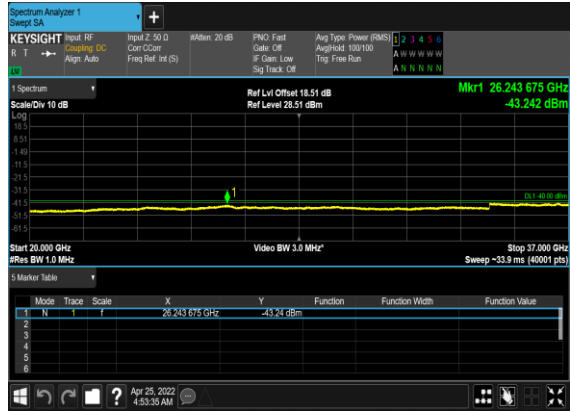 Spectrum Analyzer 1
Swept SA
+
KEYSIGHT Input: RF Input Z: 50 Ω #Atten: 20 dB PNO: Fast Avg Type: Power (RMS) 1 2 3 4 5 6
R T Coupling: DC Corr CCorr Gate: Off Avg|Hold: 100/100 A W W W W W
Align: Auto Freq Ref: Int (S) IF Gain: Low Trig: Free Run
Sig Track: Off A N N N N N
1 Spectrum Ref Lvl Offset 18.51 dB Mkr1 26.243 675 GHz
Scale/Div 10 dB Ref Level 28.51 dBm -43.242 dBm
Log
18.5
8.51
-1.49
-11.5
-21.5
-31.5
1
DL1 -40.00 dBm
-41.5
-51.5
-61.5
Start 20.000 GHz Video BW 3.0 MHz* Stop 37.000 GHz
#Res BW 1.0 MHz Sweep ~33.9 ms (40001 pts)
5 Marker Table
Mode Trace Scale X Y Function Function Width Function Value
1 N 1 f 26.243 675 GHz -43.24 dBm
2
3
4
5
6
? Apr 25, 2022
4:53:35 AM